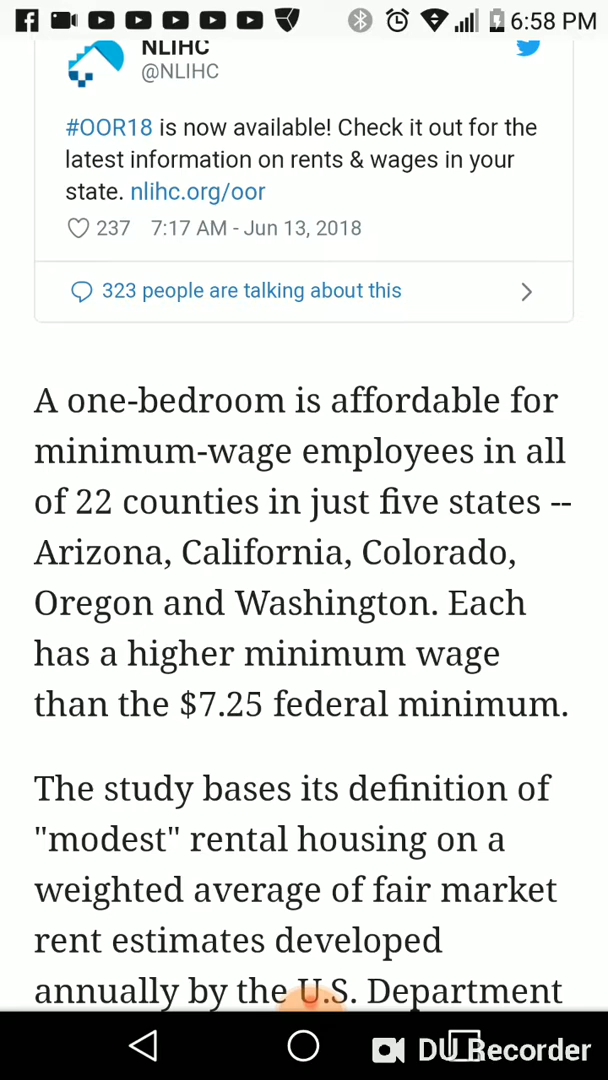 6:58 PM
NLIHC
@NLIHC
#OOR18 is now available! Check it out for the
latest information on rents & wages in your
state. nlihc.org/oor
237 7:17 AM - Jun 13, 2018
323 people are talking about this
A one-bedroom is affordable for
minimum-wage employees in all
of 22 counties in just five states --
Arizona, California, Colorado,
Oregon and Washington. Each
has a higher minimum wage
than the $7.25 federal minimum.
The study bases its definition of
"modest" rental housing on a
weighted average of fair market
rent estimates developed
annually by the U.S. Department
DU Recorder